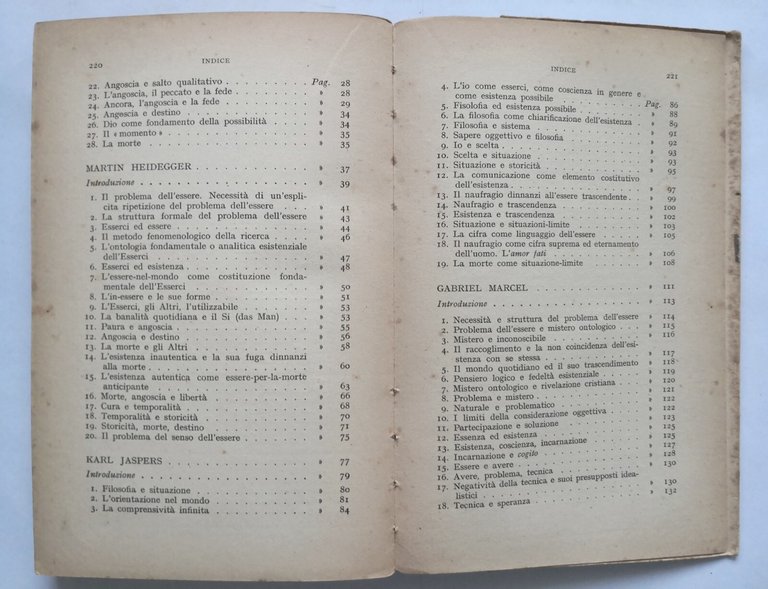 220 INDICE
22. Angoscia e salto qualitativo . . . . . . . . Pag. 28
23. L'angoscia, il peccato e la fede . . . . . . . » 28
24. Ancora, l'angoscia e la fede . . . . . . . . » 29
25. Angoscia e destino . . . . . . . . . . . » 34
26. Dio come fondamento della possibilità . . . . . » 34
27. Il « momento » . . . . . . . . . . . . » 35
28. La morte . . . . . . . . . . . . . . » 35
MARTIN HEIDEGGER . . . . . . . . . . . » 37
Introduzione . . . . . . . . . . . . . . » 39
1. Il problema dell'essere. Necessità di un'espli-
cita ripetizione del problema dell'essere . . . . » 41
2. La struttura formale del problema dell'essere » 43
3. Esserci ed essere . . . . . . . . . . . » 44
4. Il metodo fenomenologico della ricerca . . . . » 46
5. L'ontologia fondamentale o analitica esistenziale
dell'Esserci . . . . . . . . . . . . . » 47
6. Esserci ed esistenza . . . . . . . . . . » 48
7. L'essere-nel-mondo come costituzione fonda-
mentale dell'Esserci . . . . . . . . . . » 50
8. L'in-essere e le sue forme . . . . . . . . » 51
9. L'Esserci, gli Altri, l'utilizzabile . . . . . . » 53
10. La banalità quotidiana e il Si (das Man) . . . . » 53
11. Paura e angoscia . . . . . . . . . . . » 55
12. Angoscia e destino . . . . . . . . . . . » 56
13. La morte e gli Altri . . . . . . . . . . » 58
14. L'esistenza inautentica e la sua fuga dinnanzi
alla morte . . . . . . . . . . . . . » 60
15. L'esistenza autentica come essere-per-la-morte
anticipante . . . . . . . . . . . . . » 63
16. Morte, angoscia e libertà . . . . . . . . » 66
17. Cura e temporalità . . . . . . . . . . . » 68
18. Temporalità e storicità . . . . . . . . . » 70
19. Storicità, morte, destino . . . . . . . . . » 71
20. Il problema del senso dell'essere . . . . . . » 75
KARL JASPERS . . . . . . . . . . . . . » 77
Introduzione . . . . . . . . . . . . . . » 79
1. Filosofia e situazione . . . . . . . . . . » 80
2. L'orientazione nel mondo . . . . . . . . » 81
3. La comprensività infinita . . . . . . . . » 84
INDICE 221
4. L'io come esserci, come coscienza in genere e
come esistenza possibile . . . . . . . . Pag. 86
5. Fisolofia ed esistenza possibile . . . . . . . » 88
6. La filosofia come chiarificazione dell'esistenza . » 89
7. Filosofia e sistema . . . . . . . . . . . » 91
8. Sapere oggettivo e filosofia . . . . . . . . » 92
9. Io e scelta . . . . . . . . . . . . . » 93
10. Scelta e situazione . . . . . . . . . . . » 93
11. Situazione e storicità . . . . . . . . . . » 95
12. La comunicazione come elemento costitutivo
dell'esistenza . . . . . . . . . . . . » 97
13. Il naufragio dinnanzi all'essere trascendente . . » 99
14. Naufragio e trascendenza . . . . . . . . » 100
15. Esistenza e trascendenza . . . . . . . . . » 102
16. Situazione e situazioni-limite . . . . . . . » 103
17. La cifra come linguaggio dell'essere . . . . . » 105
18. Il naufragio come cifra suprema ed eternamento
dell'uomo. L'amor fati . . . . . . . . . » 106
19. La morte come situazione-limite . . . . . . » 108
GABRIEL MARCEL . . . . . . . . . . . . » 111
Introduzione . . . . . . . . . . . . . . » 113
1. Necessità e struttura del problema dell'essere » 114
2. Problema dell'essere e mistero ontologico . . . » 115
3. Mistero e inconoscibile . . . . . . . . . » 116
4. Il raccoglimento e la non coincidenza dell'esi-
stenza con se stessa . . . . . . . . . . » 117
5. Il mondo quotidiano ed il suo trascendimento » 118
6. Pensiero logico e fedeltà esistenziale . . . . . » 119
7. Mistero ontologico e rivelazione cristiana . . . » 120
8. Problema e mistero . . . . . . . . . . . » 121
9. Naturale e problematico . . . . . . . . . » 122
10. I limiti della considerazione oggettiva . . . . » 123
11. Partecipazione e soluzione . . . . . . . . » 125
12. Essenza ed esistenza . . . . . . . . . . » 125
13. Esistenza, coscienza, incarnazione . . . . . . » 127
14. Incarnazione e cogito . . . . . . . . . . » 128
15. Essere e avere . . . . . . . . . . . . » 130
16. Avere, problema, tecnica . . . . . . . . .
17. Negatività della tecnica e suoi presupposti idea- » 130
listici . . . . . . . . . . . . . . . » 132
18. Tecnica e speranza . . . . . . . . . . .